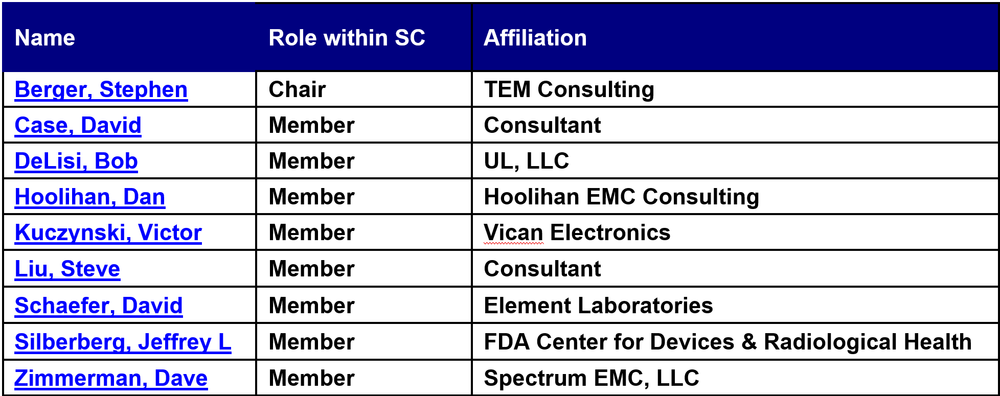 Name Role within SC Affiliation
Berger, Stephen Chair TEM Consulting
Case, David Member Consultant
DeLisi, Bob Member UL, LLC
Hoolihan, Dan Member Hoolihan EMC Consulting
Kuczynski, Victor Member Vican Electronics
Liu, Steve Member Consultant
Schaefer, David Member Element Laboratories
Silberberg, Jeffrey L Member FDA Center for Devices & Radiological Health
Zimmerman, Dave Member Spectrum EMC, LLC